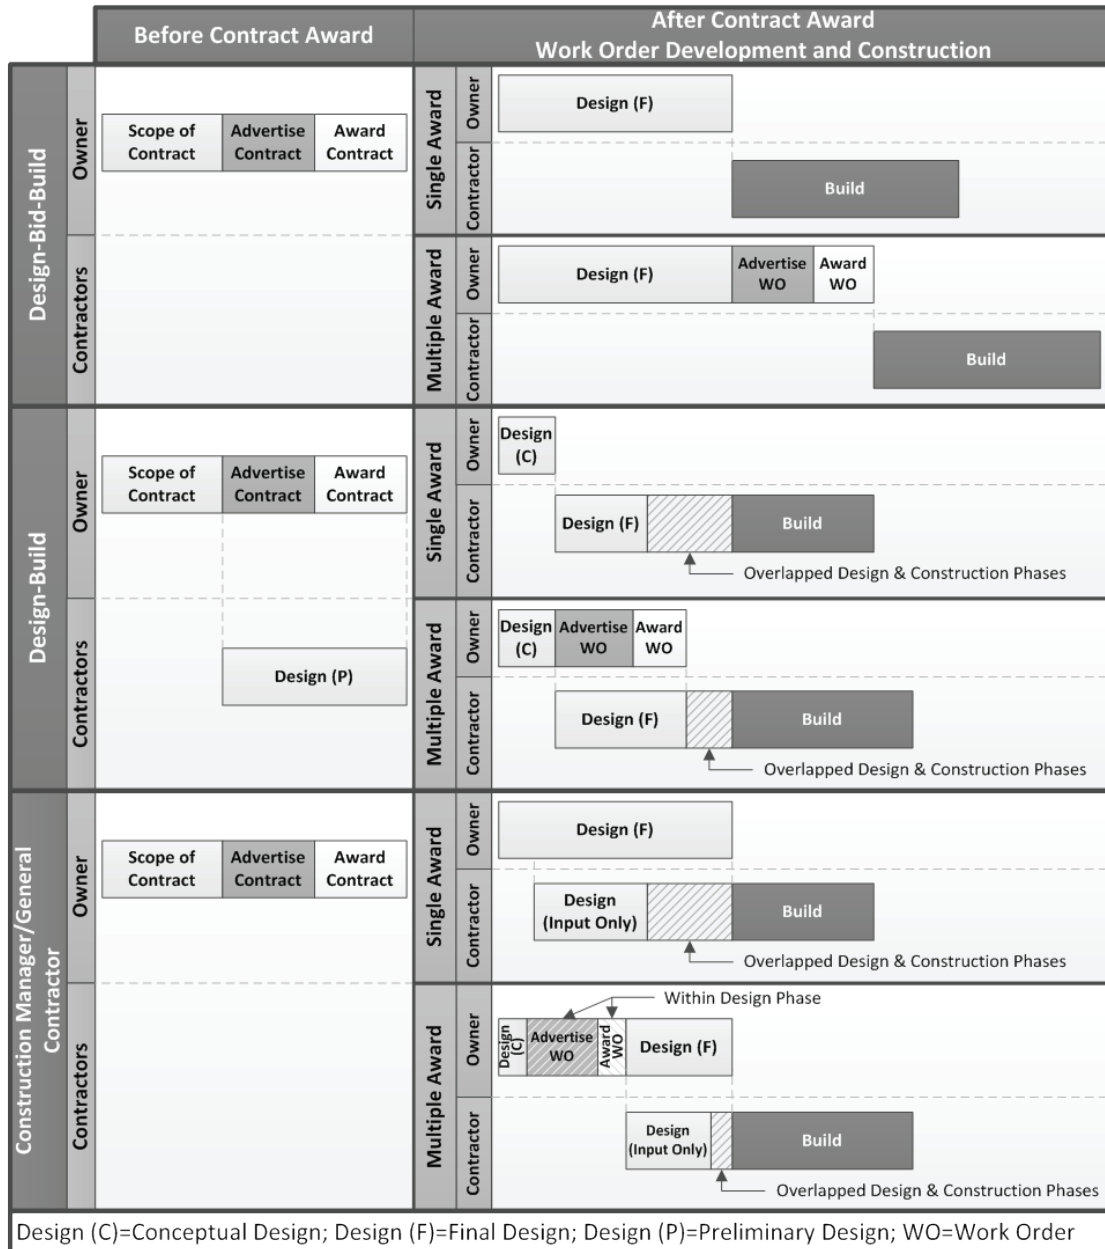 Before Contract Award
After Contract Award
Work Order Development and Construction
Design-Bid-Build
Owner
Scope of
Contract
Advertise
Contract
Award
Contract
Contractors
Single Award
Owner
Design (F)
Contractor
Build
Multiple Award
Owner
Design (F)
Advertise
WO
Award
WO
Contractor
Build
Design-Build
Owner
Scope of
Contract
Advertise
Contract
Award
Contract
Contractors
Design (P)
Single Award
Owner
Design
(C)
Contractor
Design (F)
Build
Overlapped Design & Construction Phases
Multiple Award
Owner
Design
(C)
Advertise
WO
Award
WO
Contractor
Design (F)
Build
Overlapped Design & Construction Phases
Construction Manager/General
Contractor
Owner
Scope of
Contract
Advertise
Contract
Award
Contract
Contractors
Single Award
Owner
Design (F)
Contractor
Design
(Input Only)
Build
Overlapped Design & Construction Phases
Multiple Award
Owner
Within Design Phase
Design
(C)
Advertise
WO
Award
WO
Design (F)
Contractor
Design
(Input Only)
Build
Overlapped Design & Construction Phases
Design (C)=Conceptual Design; Design (F)=Final Design; Design (P)=Preliminary Design; WO=Work Order